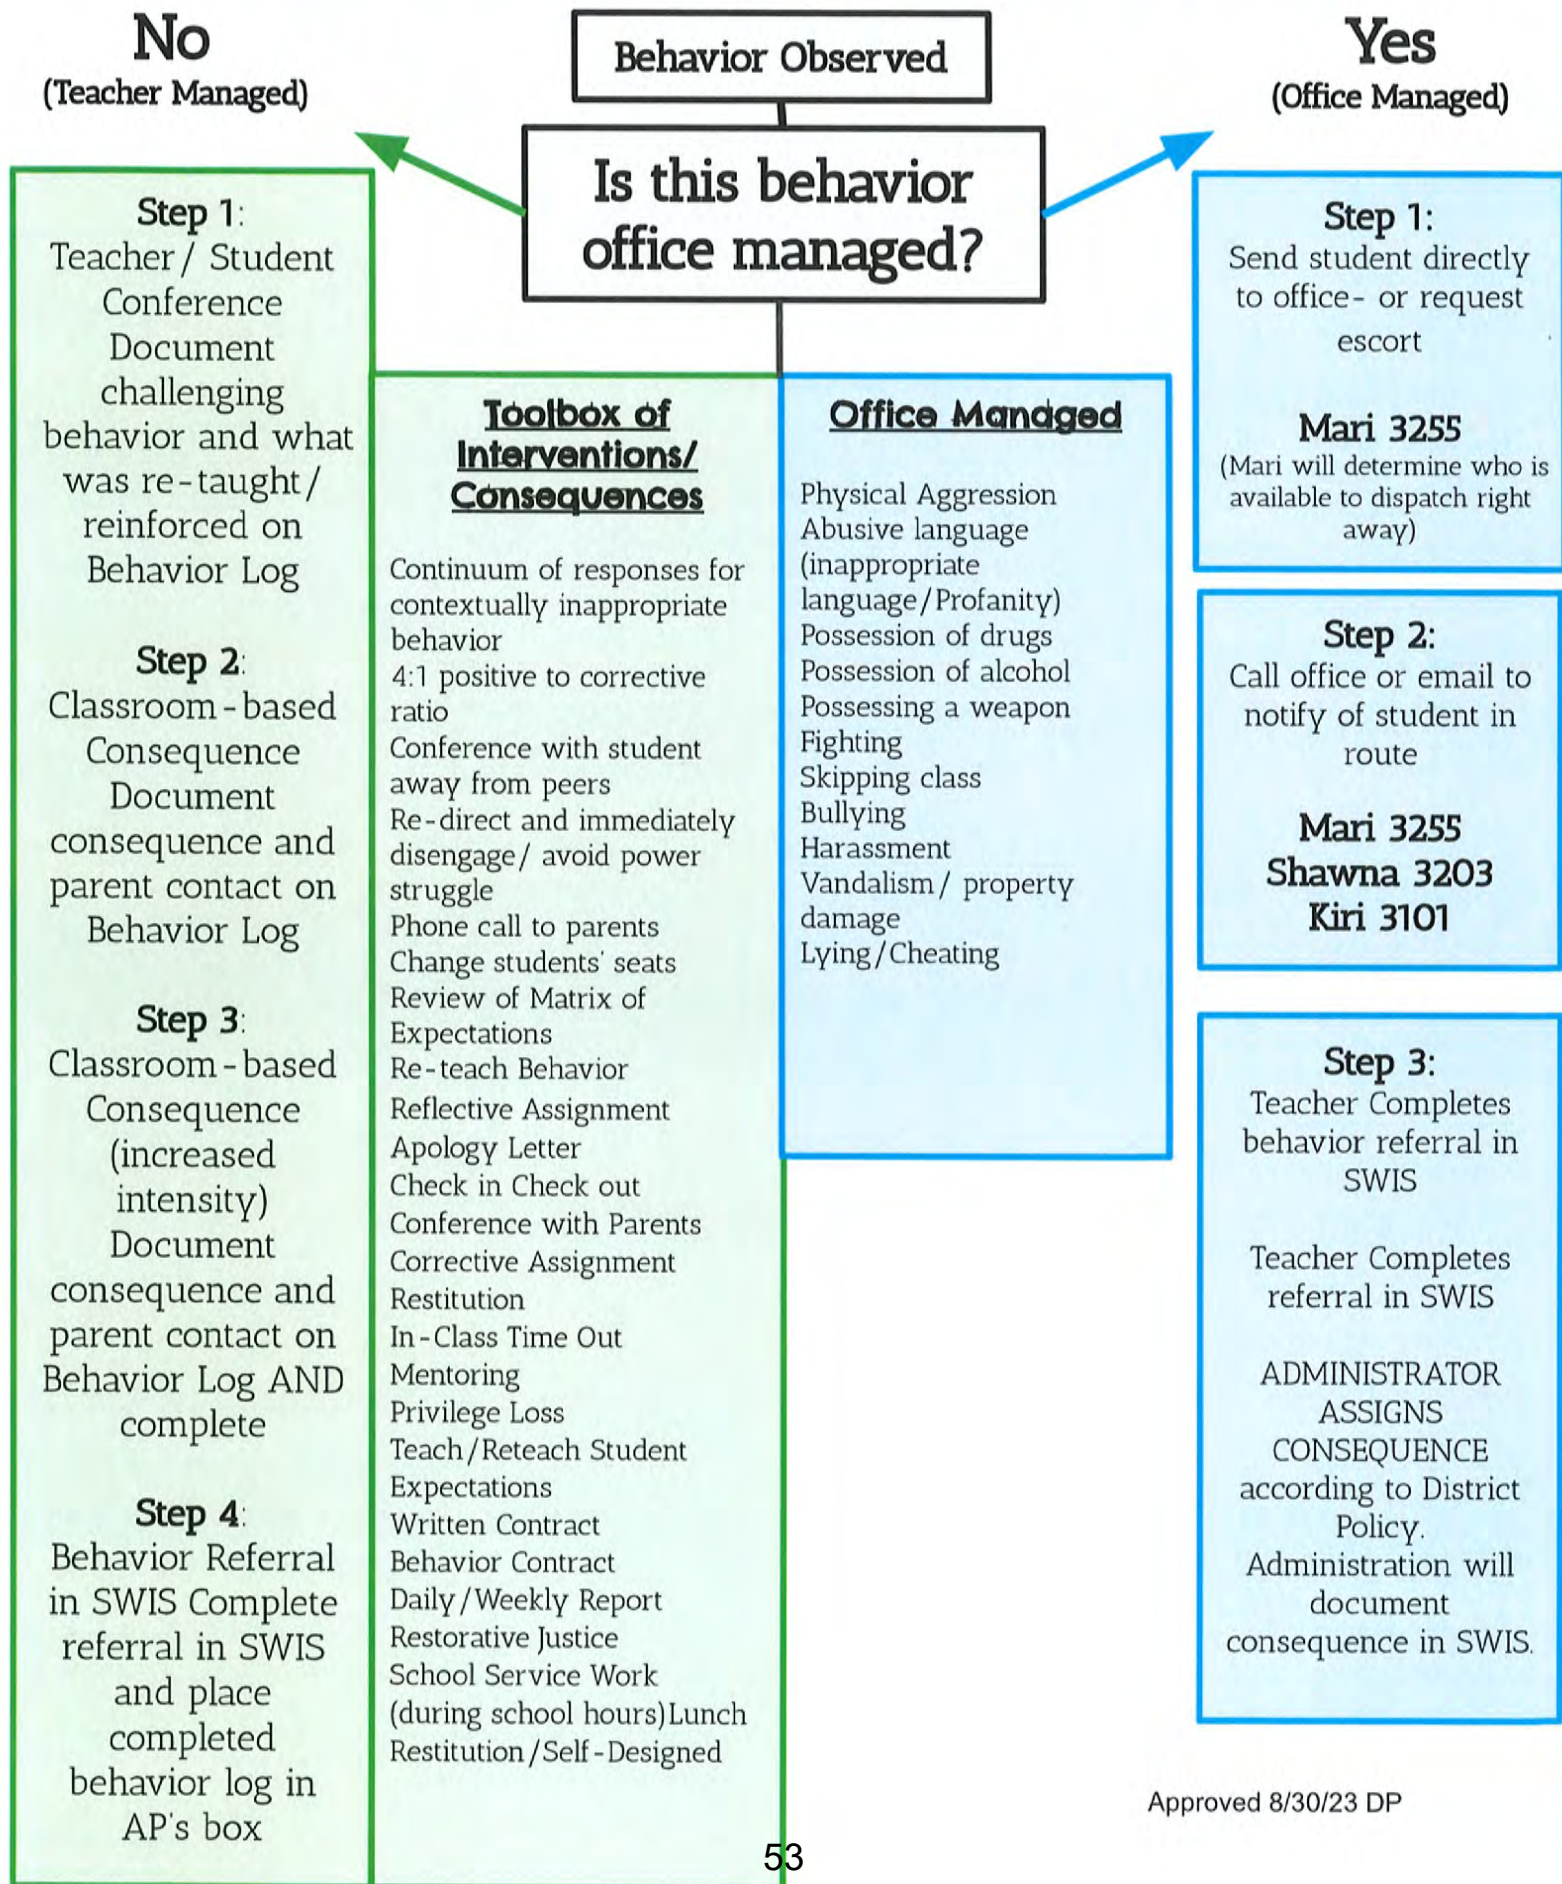 No
(Teacher Managed)
Behavior Observed
Is this behavior
office managed?
Yes
(Office Managed)
Step 1:
Teacher/ Student
Conference
Document
challenging
behavior and what
was re-taught/
reinforced on
Behavior Log
Step 2:
Classroom-based
Consequence
Document
consequence and
parent contact on
Behavior Log
Step 3:
Classroom-based
Consequence
(increased
intensity)
Document
consequence and
parent contact on
Behavior Log AND
complete
Step 4:
Behavior Referral
in SWIS Complete
referral in SWIS
and place
completed
behavior log in
AP's box
Toolbox of
Interventions/
Consequences
Continuum of responses for
contextually inappropriate
behavior
4:1 positive to corrective
ratio
Conference with student
away from peers
Re-direct and immediately
disengage/ avoid power
struggle
Phone call to parents
Change students' seats
Review of Matrix of
Expectations
Re-teach Behavior
Reflective Assignment
Apology Letter
Check in Check out
Conference with Parents
Corrective Assignment
Restitution
In-Class Time Out
Mentoring
Privilege Loss
Teach/Reteach Student
Expectations
Written Contract
Behavior Contract
Daily/Weekly Report
Restorative Justice
School Service Work
(during school hours)Lunch
Restitution/Self-Designed
Office Managed
Physical Aggression
Abusive language
(inappropriate
language/Profanity)
Possession of drugs
Possession of alcohol
Possessing a weapon
Fighting
Skipping class
Bullying
Harassment
Vandalism/ property
damage
Lying/Cheating
Step 1:
Send student directly
to office- or request
escort
Mari 3255
(Mari will determine who is
available to dispatch right
away)
Step 2:
Call office or email to
notify of student in
route
Mari 3255
Shawna 3203
Kiri 3101
Step 3:
Teacher Completes
behavior referral in
SWIS
Teacher Completes
referral in SWIS
ADMINISTRATOR
ASSIGNS
CONSEQUENCE
according to District
Policy.
Administration will
document
consequence in SWIS.
Approved 8/30/23 DP
53